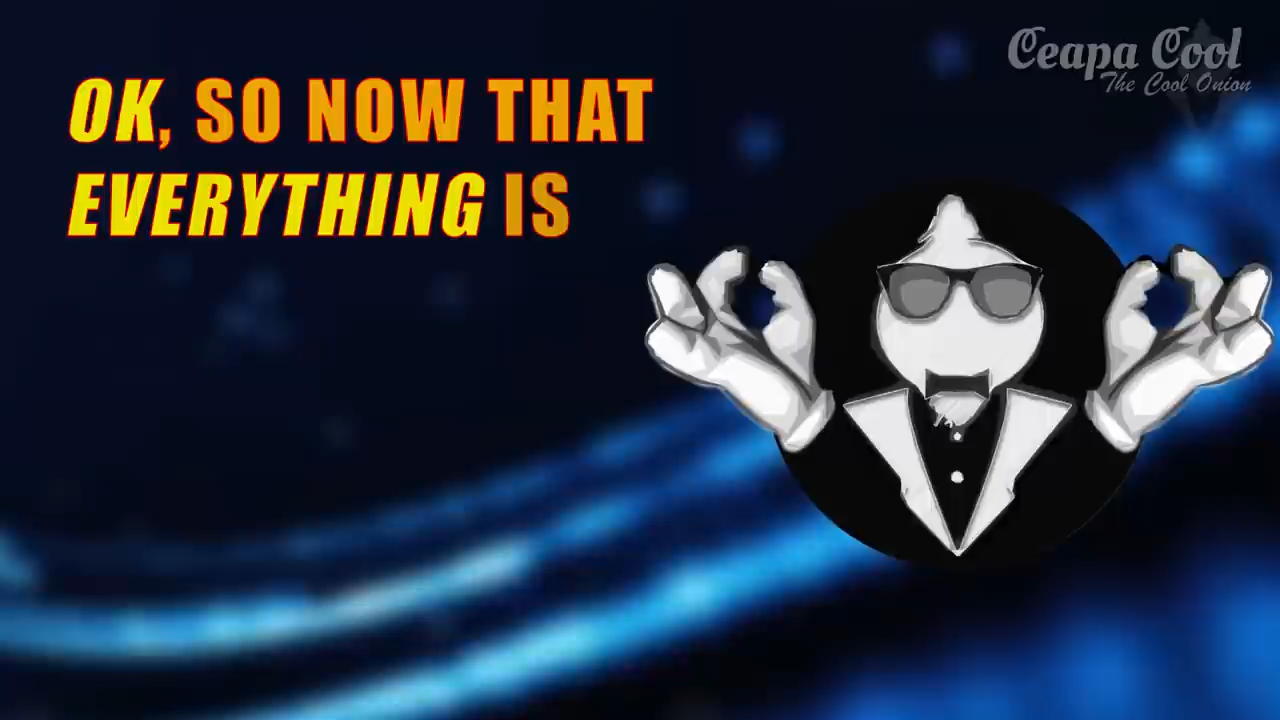 Ceapa Cool
The Cool Onion
OK, SO NOW THAT
EVERYTHING IS